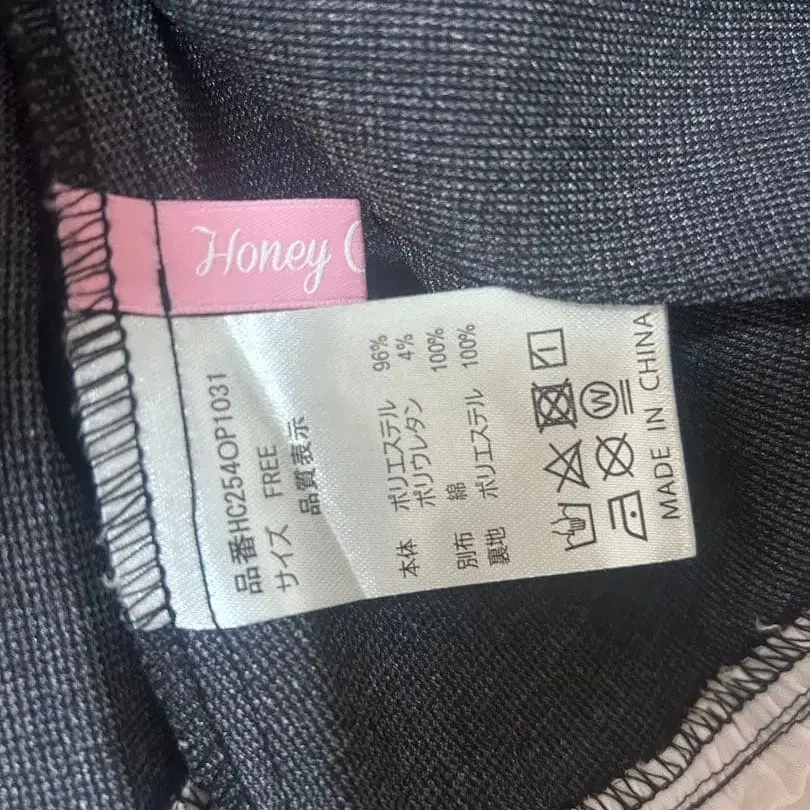 Honey C
品番HC254OP1031
サイズ FREE
品質表示
本体 ポリエステル 96%
ポリウレタン 4%
別布 綿 100%
裏地 ポリエステル 100%
W
MADE IN CHINA